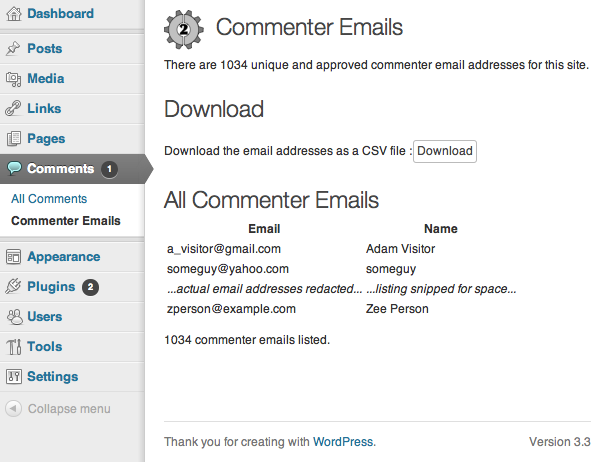 Dashboard
Posts
Media
Links
Pages
Comments 1
All Comments
Commenter Emails
Appearance
Plugins 2
Users
Tools
Settings
Collapse menu
2 Commenter Emails
There are 1034 unique and approved commenter email addresses for this site.
Download
Download the email addresses as a CSV file : Download
All Commenter Emails
Email Name
a_visitor@gmail.com Adam Visitor
someguy@yahoo.com someguy
...actual email addresses redacted... ...listing snipped for space...
zperson@example.com Zee Person
1034 commenter emails listed.
Thank you for creating with WordPress. Version 3.3